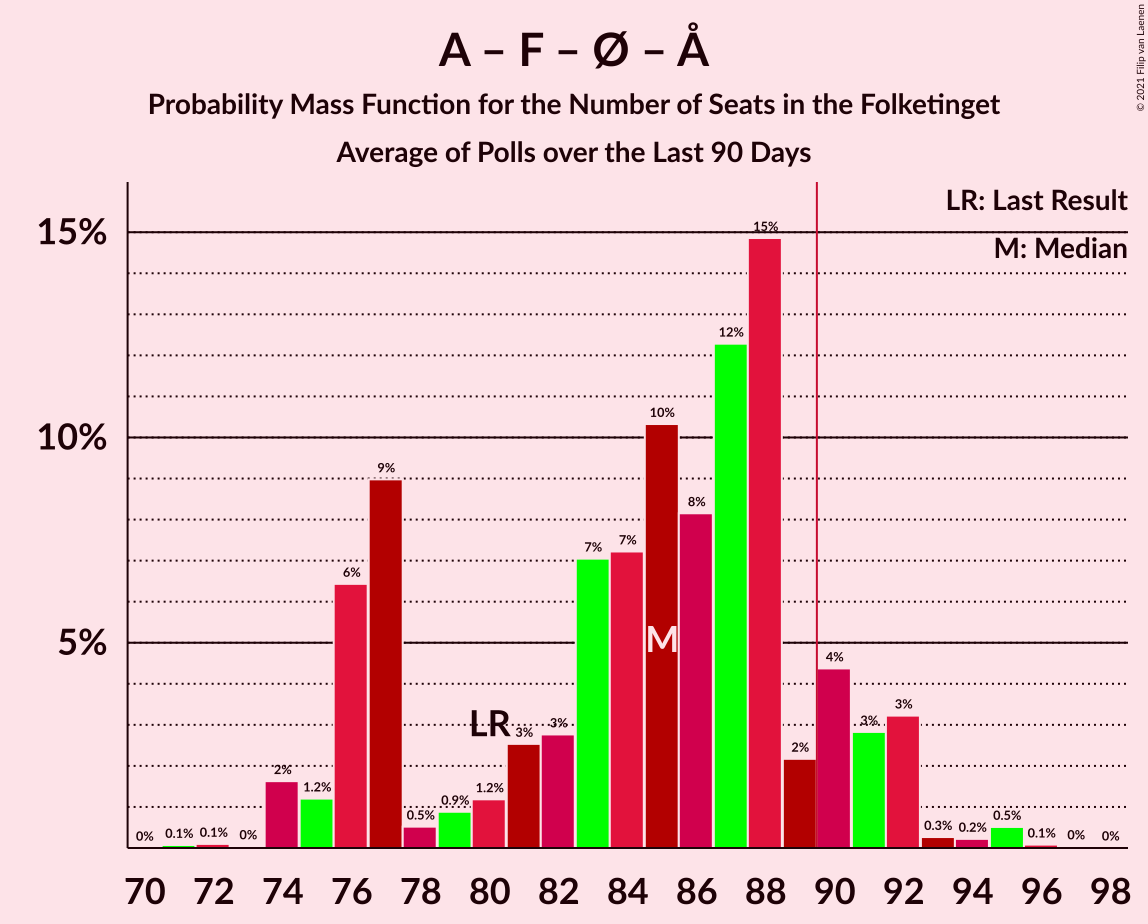 A – F – Ø – Å
Probability Mass Function for the Number of Seats in the Folketinget
Average of Polls over the Last 90 Days
© 2021 Filip van Laenen
LR: Last Result
M: Median
15%
10%
5%
0% 0.1% 0.1% 0% 2% 1.2% 6% 9% 0.5% 0.9% 1.2% 3% 3% 7% 7% 10% 8% 12% 15% 2% 4% 3% 3% 0.3% 0.2% 0.5% 0.1% 0% 0%
LR
M
70 72 74 76 78 80 82 84 86 88 90 92 94 96 98